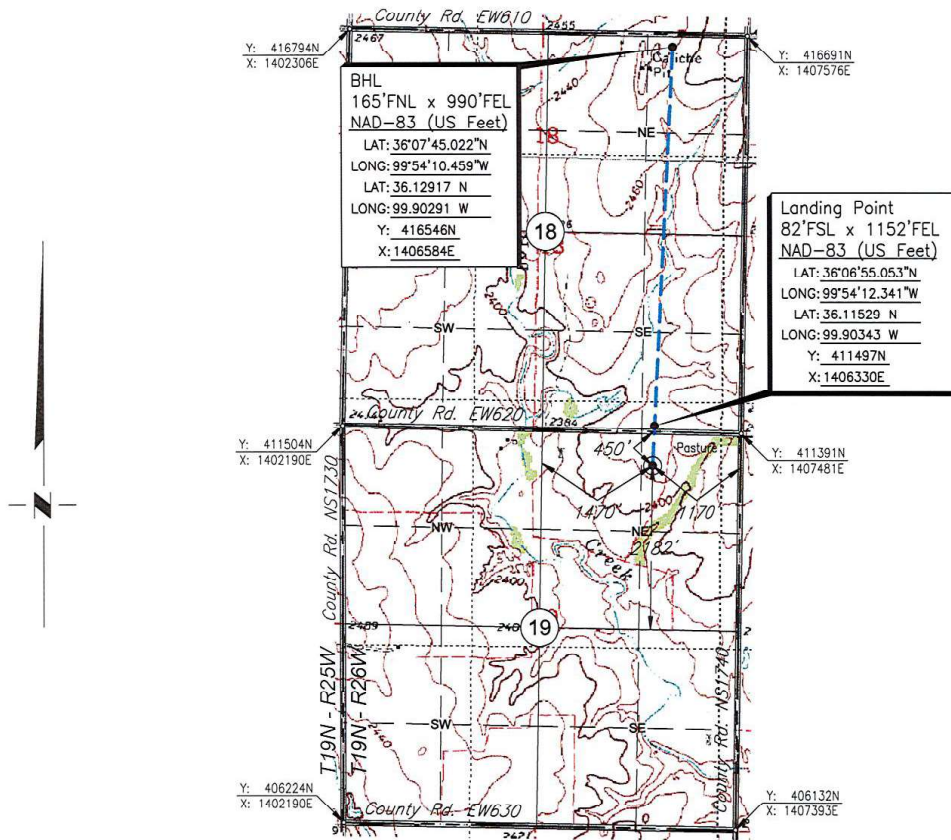 County Rd. EW610
2467
2455
Y: 416794N
X: 1402306E
Y: 416691N
X: 1407576E
Caliche
Pit
2440
BHL
165'FNL x 990'FEL
NAD-83 (US Feet)
LAT: 36°07'45.022"N
LONG: 99°54'10.459"W
LAT: 36.12917 N
LONG: 99.90291 W
Y: 416546N
X: 1406584E
18
NE
2460
18
Landing Point
82'FSL x 1152'FEL
NAD-83 (US Feet)
LAT: 36°06'55.053"N
LONG: 99°54'12.341"W
LAT: 36.11529 N
LONG: 99.90343 W
Y: 411497N
X: 1406330E
2400
SW
SE
County Rd. EW620
2384
Y: 411504N
X: 1402190E
450'
Pasture
Y: 411391N
X: 1407481E
N
County Rd. NS1730
1470'
2400
1170'
NW
NE
2182'
Creek
2400
2489
19
T19N - R25W
T19N - R26W
County Rd. NS1740
SW
SE
2440
Y: 406224N
X: 1402190E
County Rd. EW630
Y: 406132N
X: 1407393E